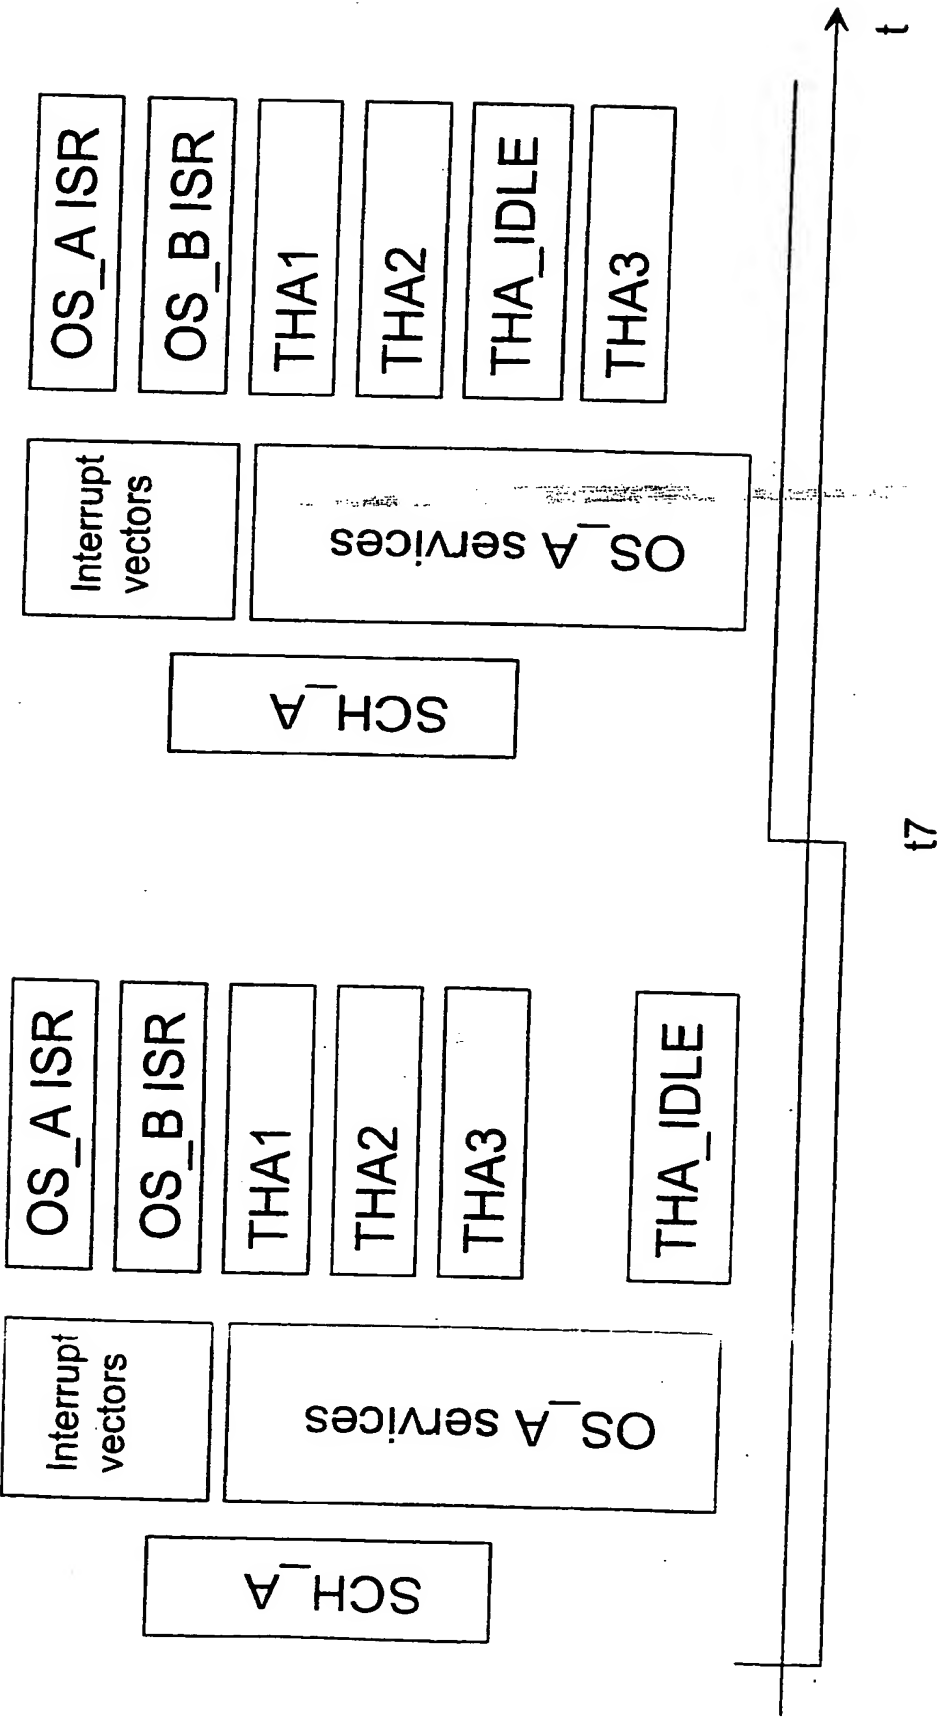 SCH_A
Interrupt
vectors
OS_A services
OS_A ISR
OS_B ISR
THA1
THA2
THA3
THA_IDLE
SCH_A
Interrupt
vectors
OS_A services
OS_A ISR
OS_B ISR
THA1
THA2
THA_IDLE
THA3
t7
t